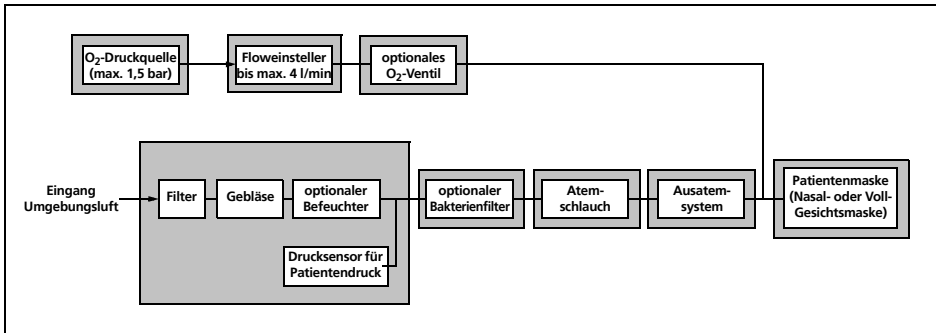 O₂-Druckquelle
(max. 1,5 bar)
Floweinsteller
bis max. 4 l/min
optionales
O₂-Ventil
Eingang
Umgebungsluft
Filter
Gebläse
optionaler
Befeuchter
Drucksensor für
Patientendruck
optionaler
Bakterienfilter
Atem-
schlauch
Ausatem-
system
Patientenmaske
(Nasal- oder Voll-
Gesichtsmaske)